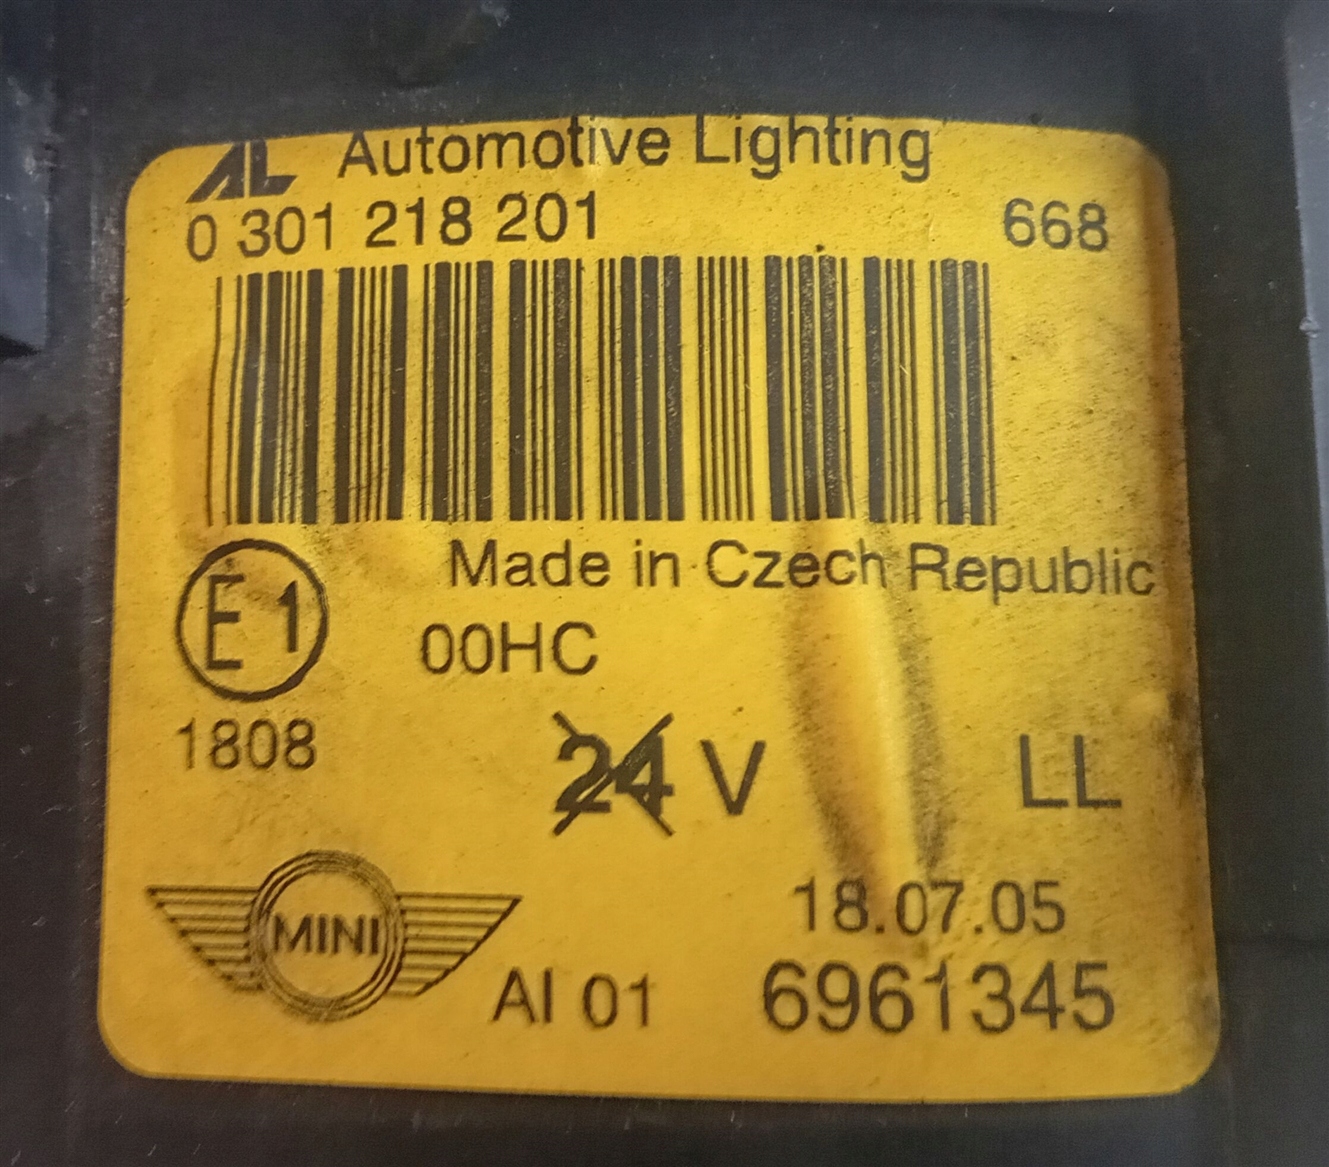 AL Automotive Lighting
0 301 218 201 668
Made in Czech Republic
E1 00HC
1808
24 V LL
MINI
18.07.05
AI 01 6961345